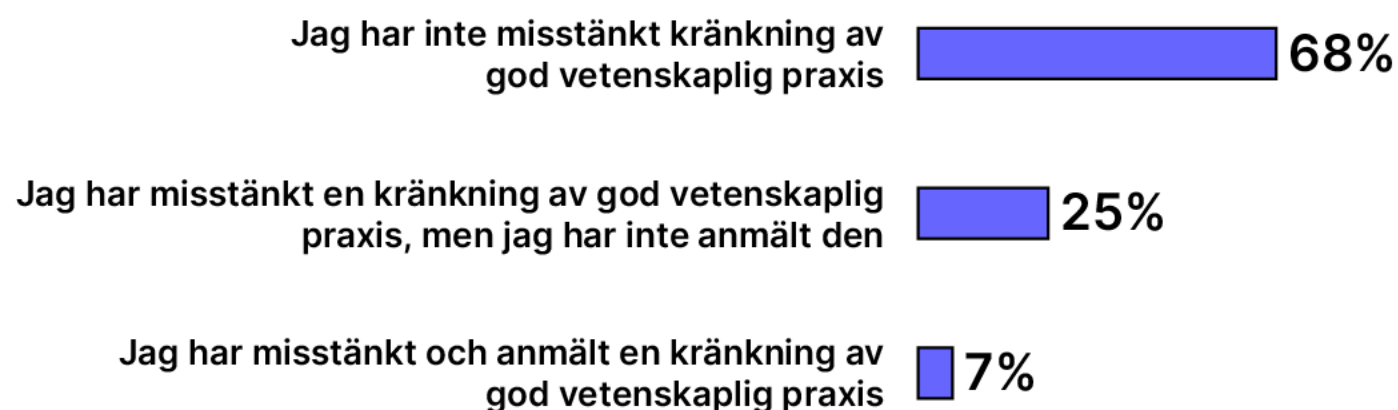 Jag har inte misstänkt kränkning av
god vetenskaplig praxis
68%
Jag har misstänkt en kränkning av god vetenskaplig
praxis, men jag har inte anmält den
25%
Jag har misstänkt och anmält en kränkning av
god vetenskaplig praxis
7%